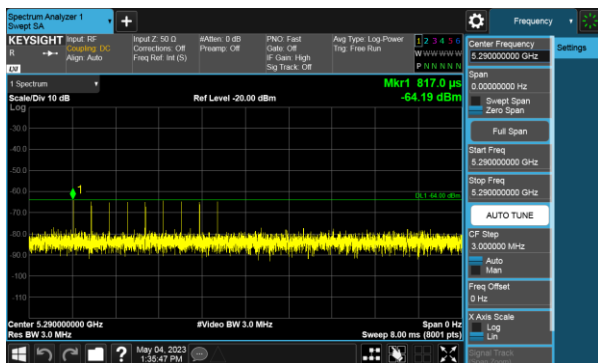 Spectrum Analyzer 1
Swept SA
+
Frequency
KEYSIGHT
Input: RF
Coupling: DC
Align: Auto
Input Z: 50 Ω
Corrections: Off
Freq Ref: Int (S)
#Atten: 0 dB
Preamp: Off
PNO: Fast
Gate: Off
IF Gain: High
Sig Track: Off
Avg Type: Log-Power
Trig: Free Run
1 2 3 4 5 6
W W W W W W
P N N N N N
R
LXI
1 Spectrum
Scale/Div 10 dB
Log
Ref Level -20.00 dBm
Mkr1 817.0 µs
-64.19 dBm
-30.0
-40.0
-50.0
-60.0
-70.0
-80.0
-90.0
-100
-110
1
DL1 -64.00 dBm
Center 5.290000000 GHz
Res BW 3.0 MHz
#Video BW 3.0 MHz
Span 0 Hz
Sweep 8.00 ms (8001 pts)
Center Frequency
5.290000000 GHz
Settings
Span
0.00000000 Hz
Swept Span
Zero Span
Full Span
Start Freq
5.290000000 GHz
Stop Freq
5.290000000 GHz
AUTO TUNE
CF Step
3.000000 MHz
Auto
Man
Freq Offset
0 Hz
X Axis Scale
Log
Lin
Signal Track
(Span Zoom)
?
May 04, 2023
1:35:47 PM